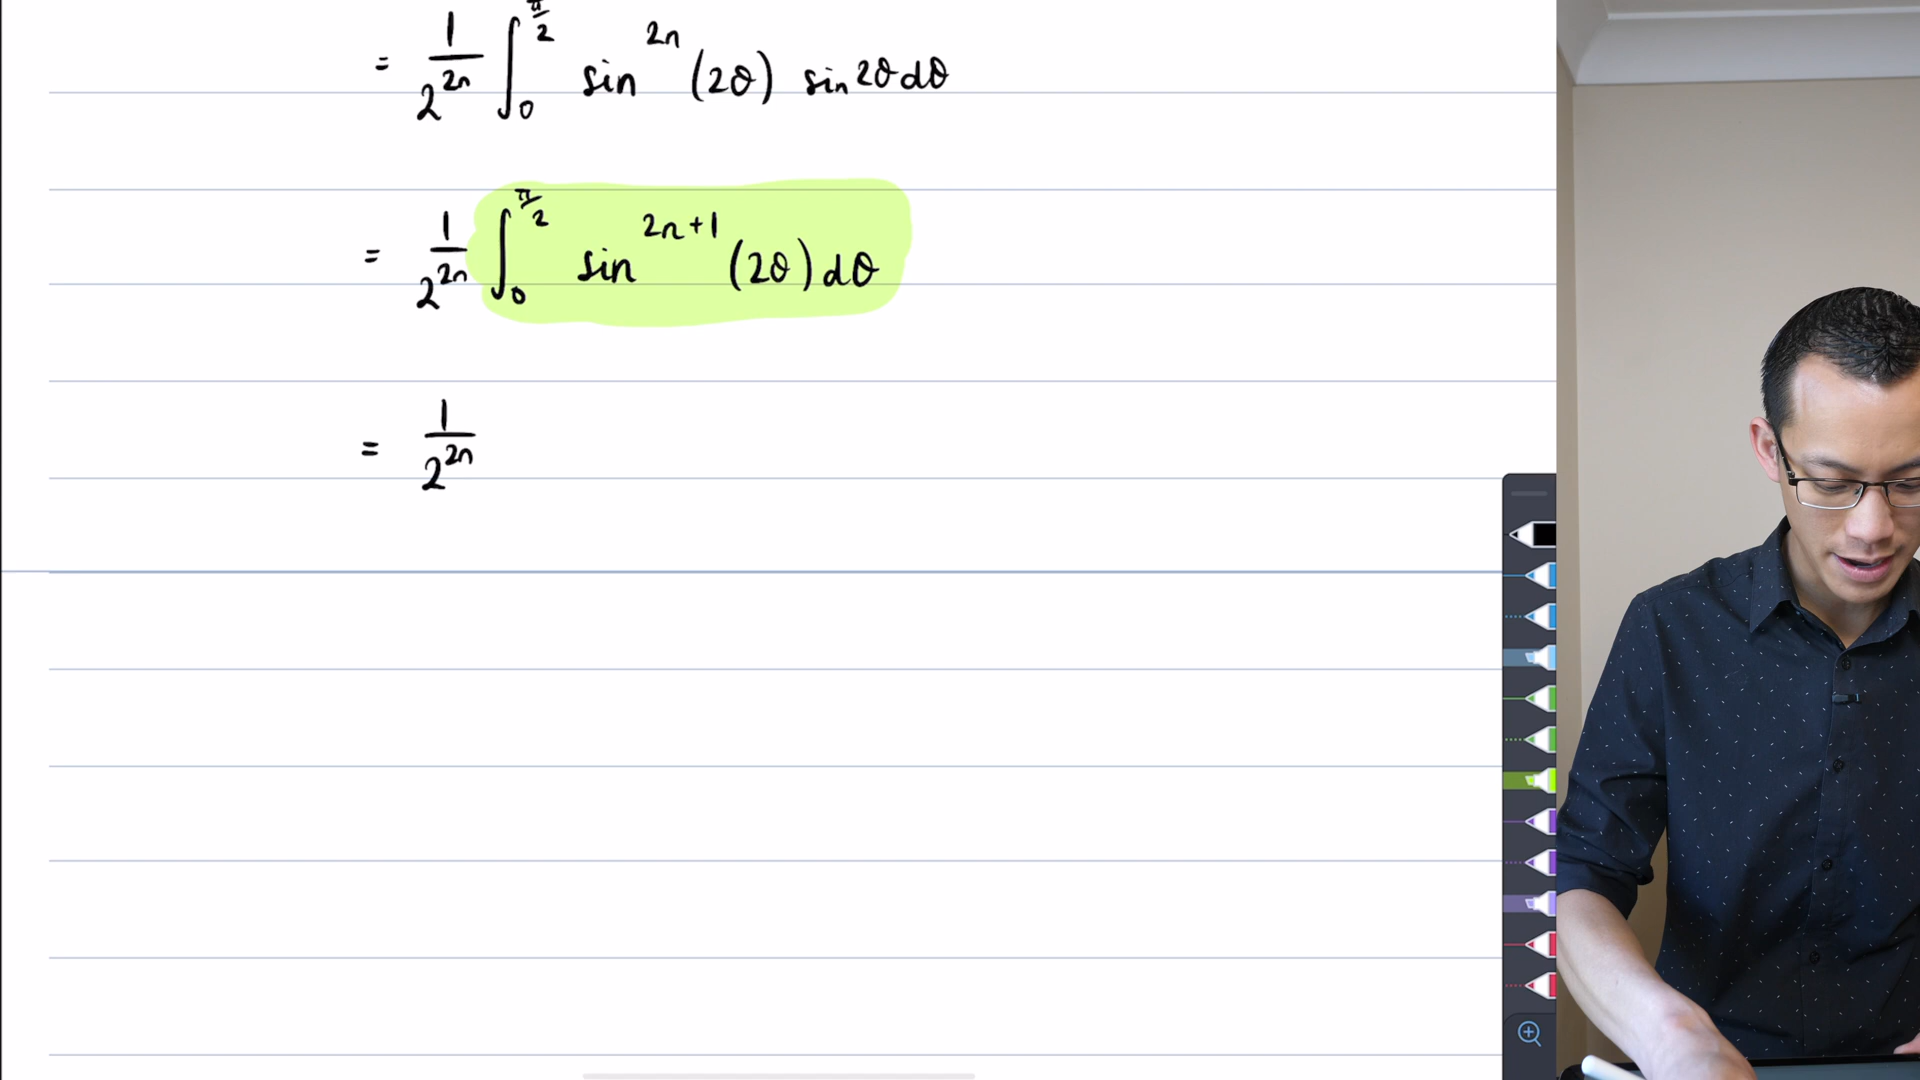 = 1/2^{2n} ∫_0^{π/2} sin^{2n} (2θ) sin 2θ dθ
= 1/2^{2n} ∫_0^{π/2} sin^{2n+1} (2θ) dθ
= 1/2^{2n}